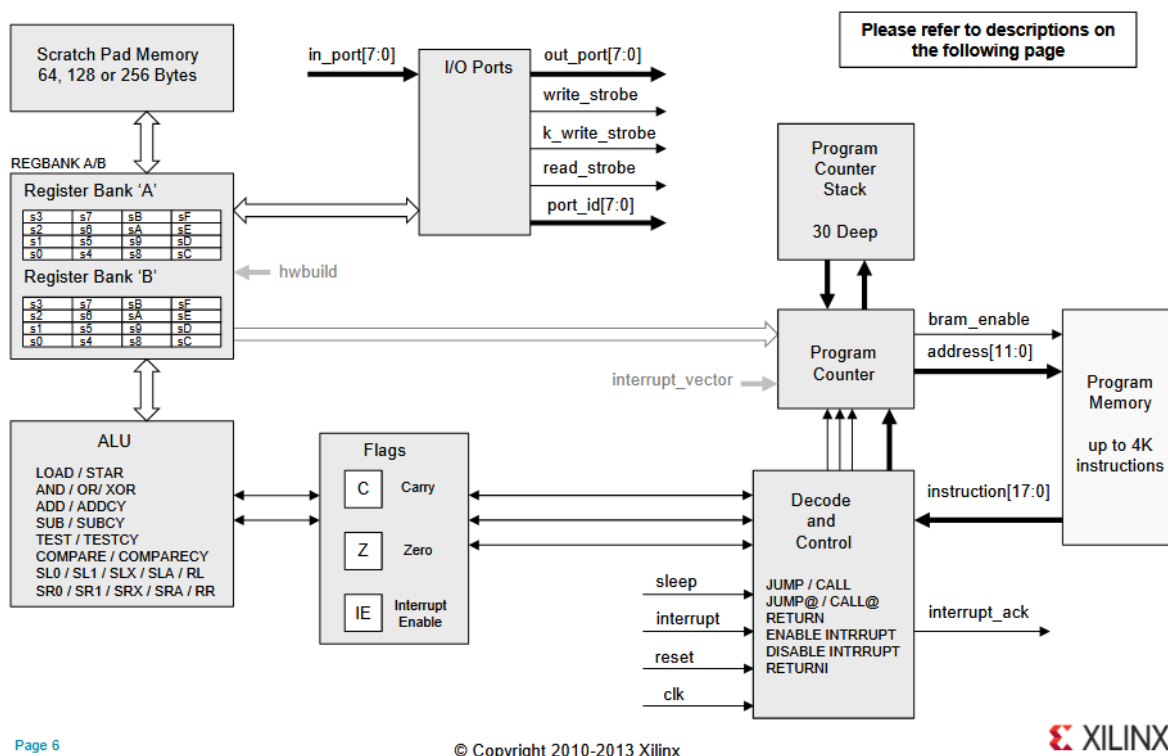 Please refer to descriptions on
the following page
Scratch Pad Memory
64, 128 or 256 Bytes
in_port[7:0]
I/O Ports
out_port[7:0]
write_strobe
k_write_strobe
read_strobe
port_id[7:0]
REGBANK A/B
Register Bank 'A'
s3 s7 sB sF
s2 s6 sA sE
s1 s5 s9 sD
s0 s4 s8 sC
Register Bank 'B'
s3 s7 sB sF
s2 s6 sA sE
s1 s5 s9 sD
s0 s4 s8 sC
hwbuild
Program
Counter
Stack
30 Deep
interrupt_vector
Program
Counter
bram_enable
address[11:0]
Program
Memory
up to 4K
instructions
instruction[17:0]
ALU
LOAD / STAR
AND / OR/ XOR
ADD / ADDCY
SUB / SUBCY
TEST / TESTCY
COMPARE / COMPARECY
SL0 / SL1 / SLX / SLA / RL
SR0 / SR1 / SRX / SRA / RR
Flags
C Carry
Z Zero
IE Interrupt
Enable
Decode
and
Control
JUMP / CALL
JUMP@ / CALL@
RETURN
ENABLE INTRRUPT
DISABLE INTRRUPT
RETURNI
sleep
interrupt
reset
clk
interrupt_ack
Page 6
© Copyright 2010-2013 Xilinx
XILINX